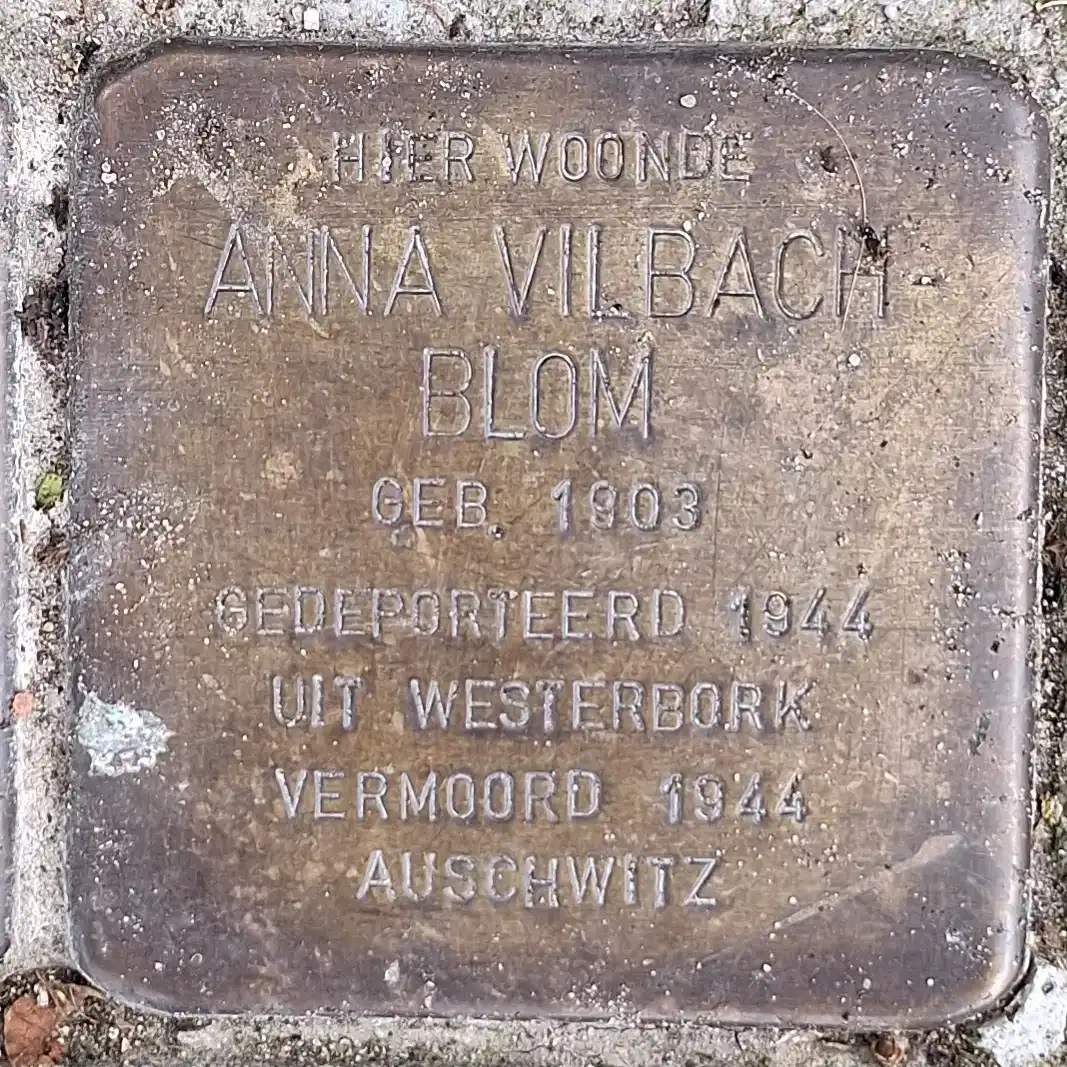 HIER WOONDE
ANNA VILBACH
BLOM
GEB. 1903
GEDEPORTEERD 1944
UIT WESTERBORK
VERMOORD 1944
AUSCHWITZ